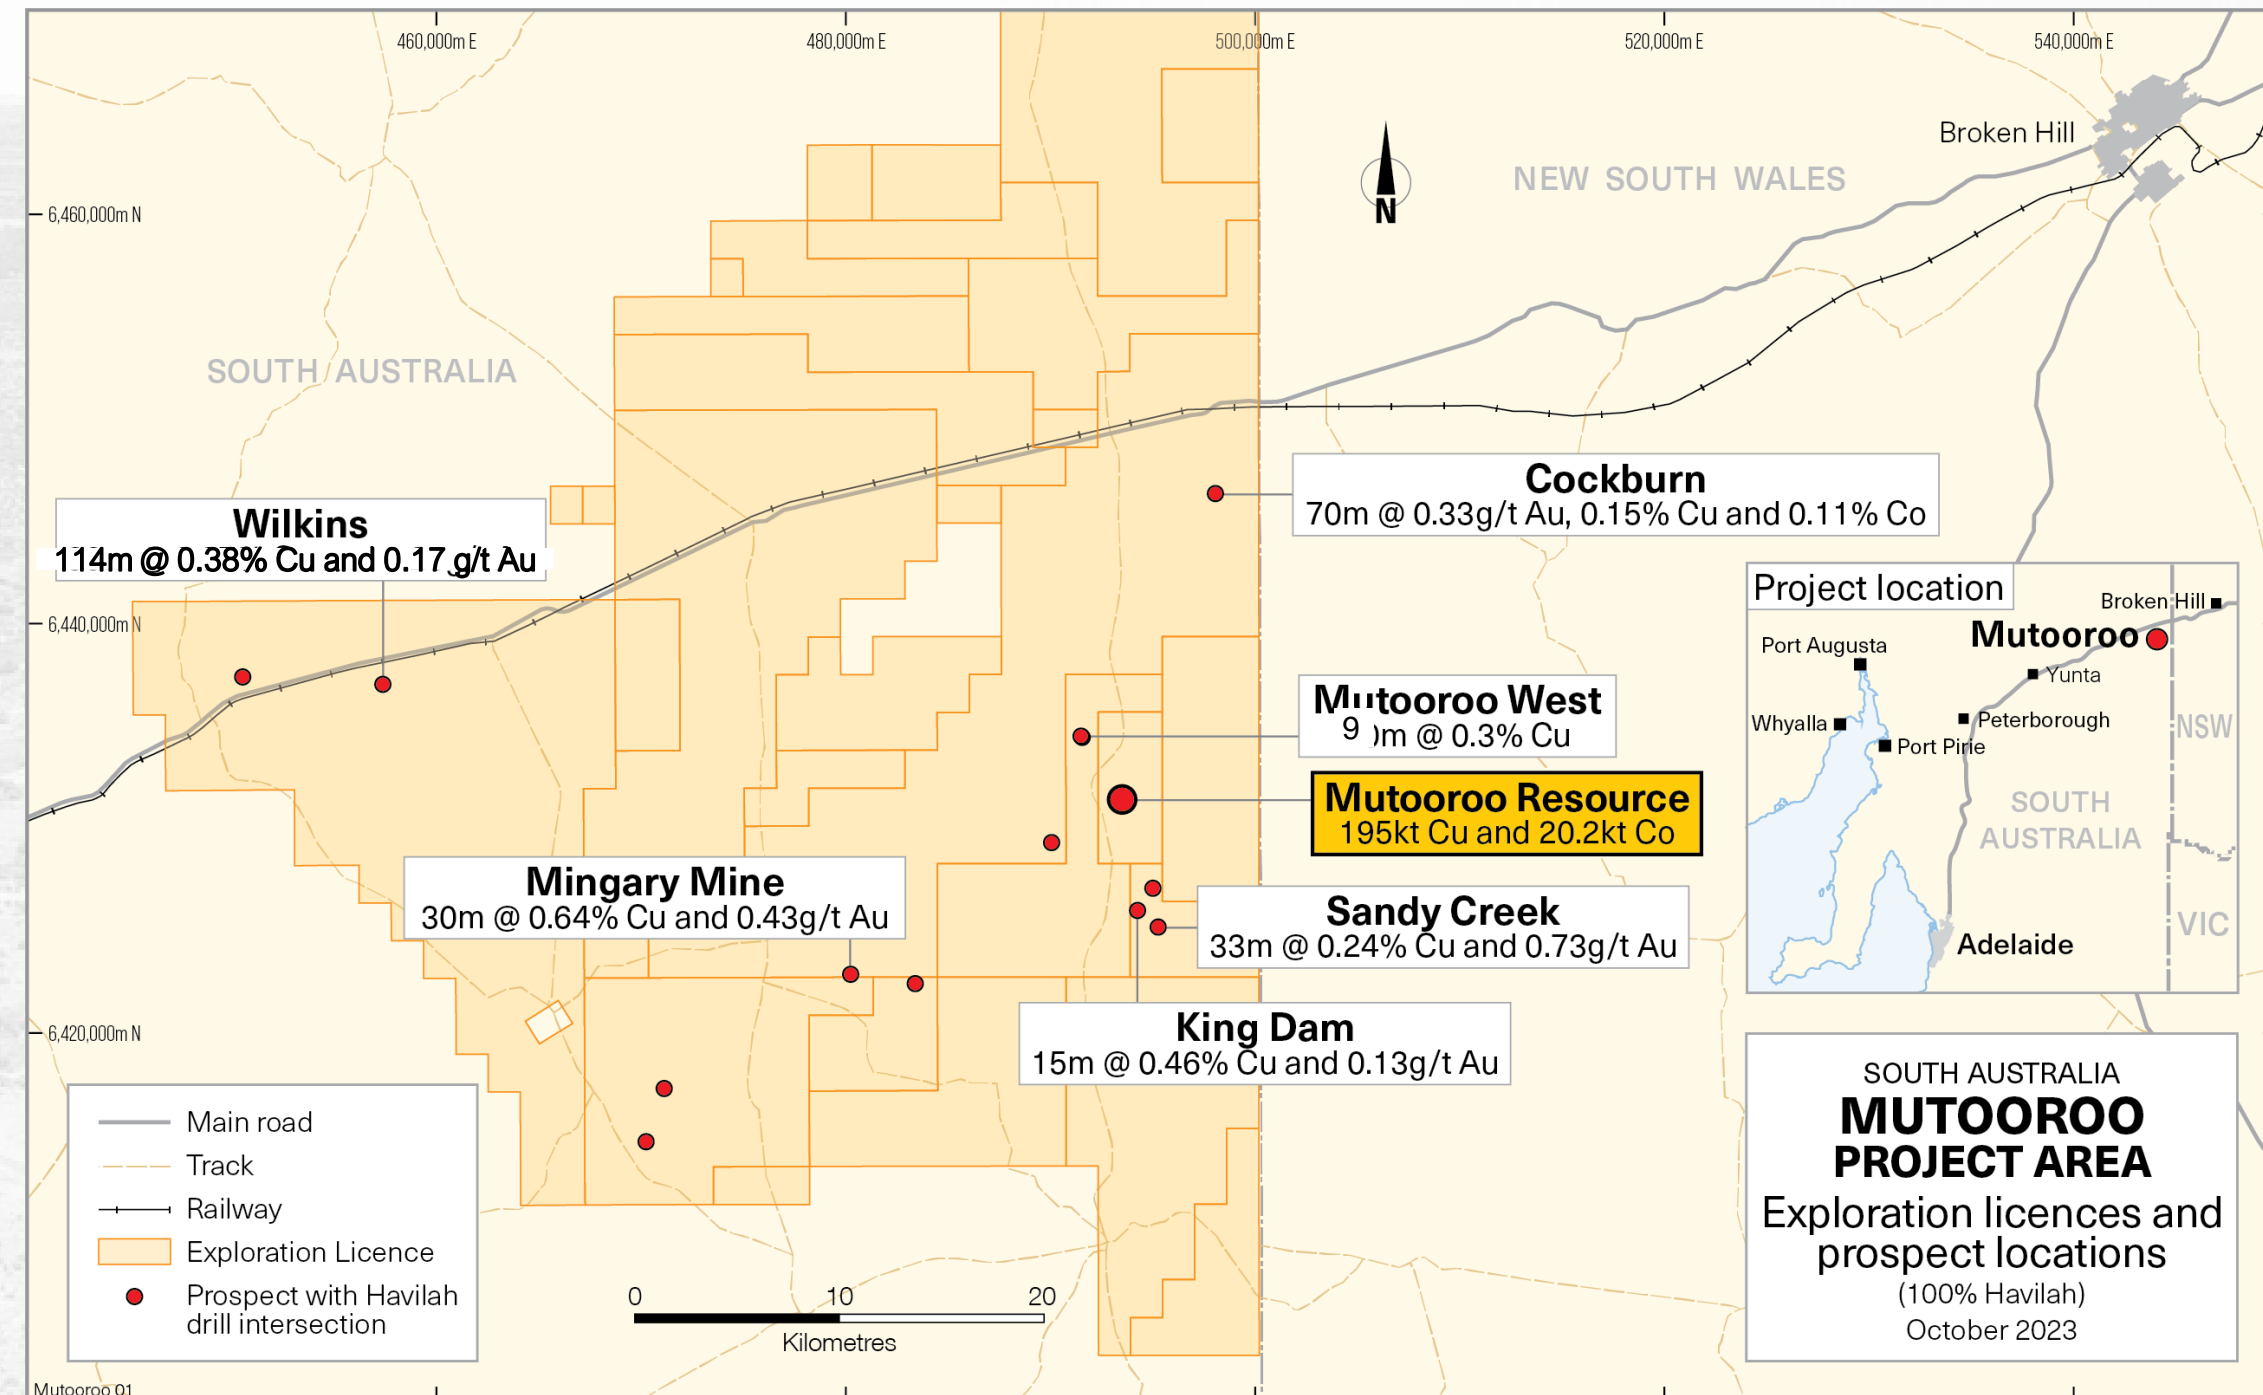 460,000m E
480,000m E
500,000m E
520,000m E
540,000m E
Broken Hill
NEW SOUTH WALES
6,460,000m N
N
SOUTH AUSTRALIA
Cockburn
70m @ 0.33g/t Au, 0.15% Cu and 0.11% Co
Wilkins
114m @ 0.38% Cu and 0.17 g/t Au
6,440,000m N
Mutooroo West
9 m @ 0.3% Cu
Mutooroo Resource
195kt Cu and 20.2kt Co
Mingary Mine
30m @ 0.64% Cu and 0.43g/t Au
Sandy Creek
33m @ 0.24% Cu and 0.73g/t Au
6,420,000m N
King Dam
15m @ 0.46% Cu and 0.13g/t Au
Project location
Broken Hill
Mutooroo
Port Augusta
Yunta
Whyalla
Peterborough
NSW
Port Pirie
SOUTH
AUSTRALIA
VIC
Adelaide
Main road
Track
Railway
Exploration Licence
Prospect with Havilah
drill intersection
0 10 20
Kilometres
SOUTH AUSTRALIA
MUTOOROO
PROJECT AREA
Exploration licences and
prospect locations
(100% Havilah)
October 2023
Mutooroo 01